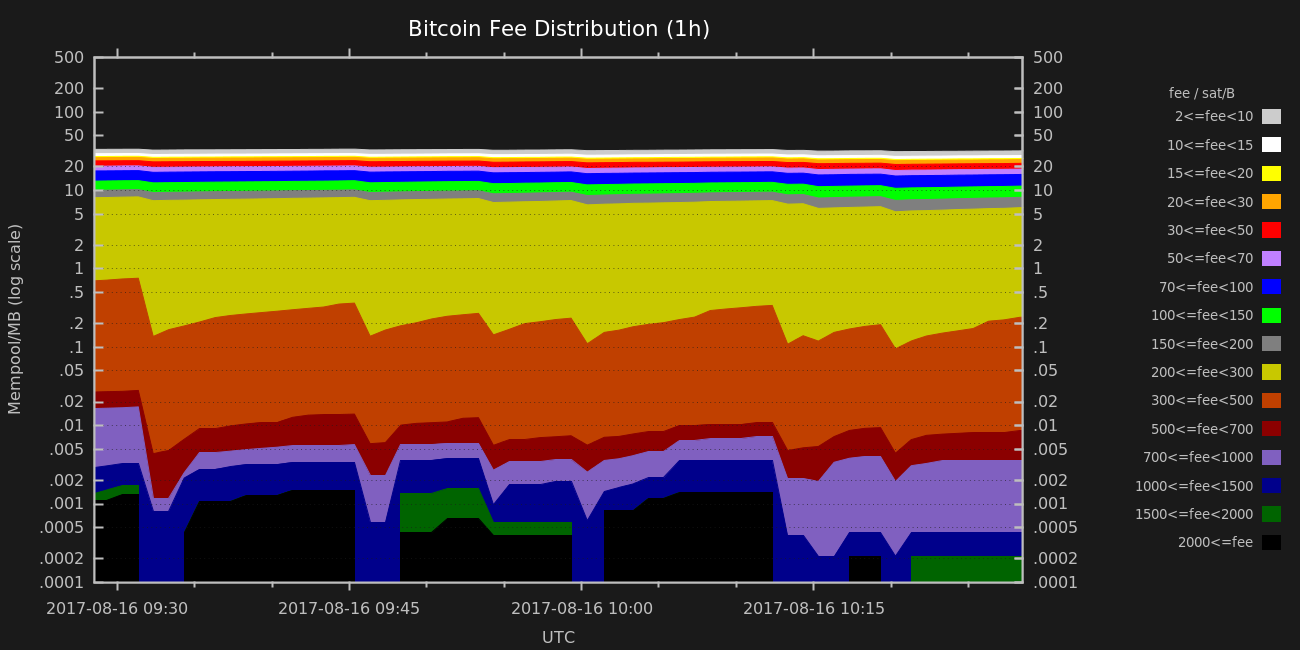 Bitcoin Fee Distribution (1h)
500 500
200 200
100 100
50 50
20 20
10 10
5 5
2 2
1 1
.5 .5
.2 .2
.1 .1
.05 .05
.02 .02
.01 .01
.005 .005
.002 .002
.001 .001
.0005 .0005
.0002 .0002
.0001 .0001
Mempool/MB (log scale)
2017-08-16 09:30 2017-08-16 09:45 2017-08-16 10:00 2017-08-16 10:15
UTC
fee / sat/B
2<=fee<10
10<=fee<15
15<=fee<20
20<=fee<30
30<=fee<50
50<=fee<70
70<=fee<100
100<=fee<150
150<=fee<200
200<=fee<300
300<=fee<500
500<=fee<700
700<=fee<1000
1000<=fee<1500
1500<=fee<2000
2000<=fee